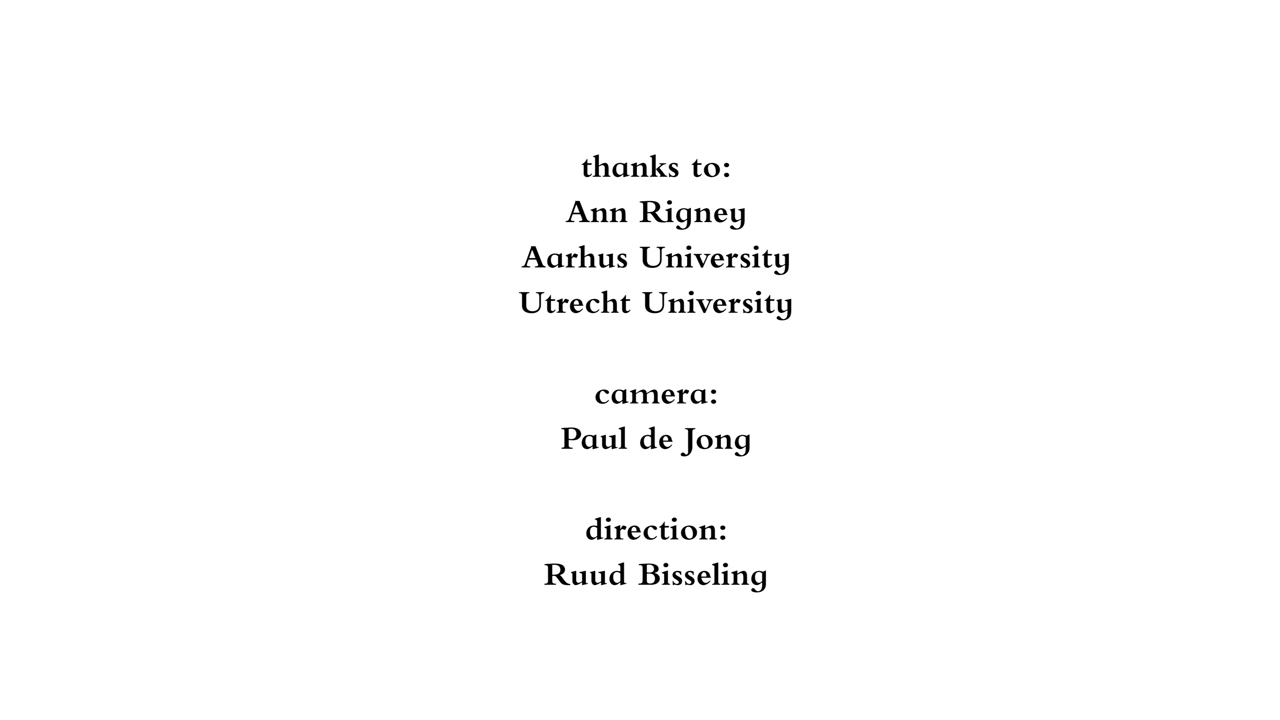 thanks to:
Ann Rigney
Aarhus University
Utrecht University
camera:
Paul de Jong
direction:
Ruud Bisseling